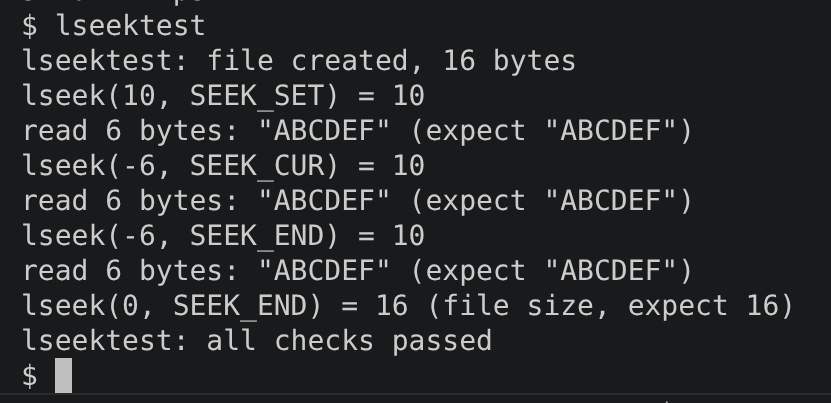 $ lseektest
lseektest: file created, 16 bytes
lseek(10, SEEK_SET) = 10
read 6 bytes: "ABCDEF" (expect "ABCDEF")
lseek(-6, SEEK_CUR) = 10
read 6 bytes: "ABCDEF" (expect "ABCDEF")
lseek(-6, SEEK_END) = 10
read 6 bytes: "ABCDEF" (expect "ABCDEF")
lseek(0, SEEK_END) = 16 (file size, expect 16)
lseektest: all checks passed
$